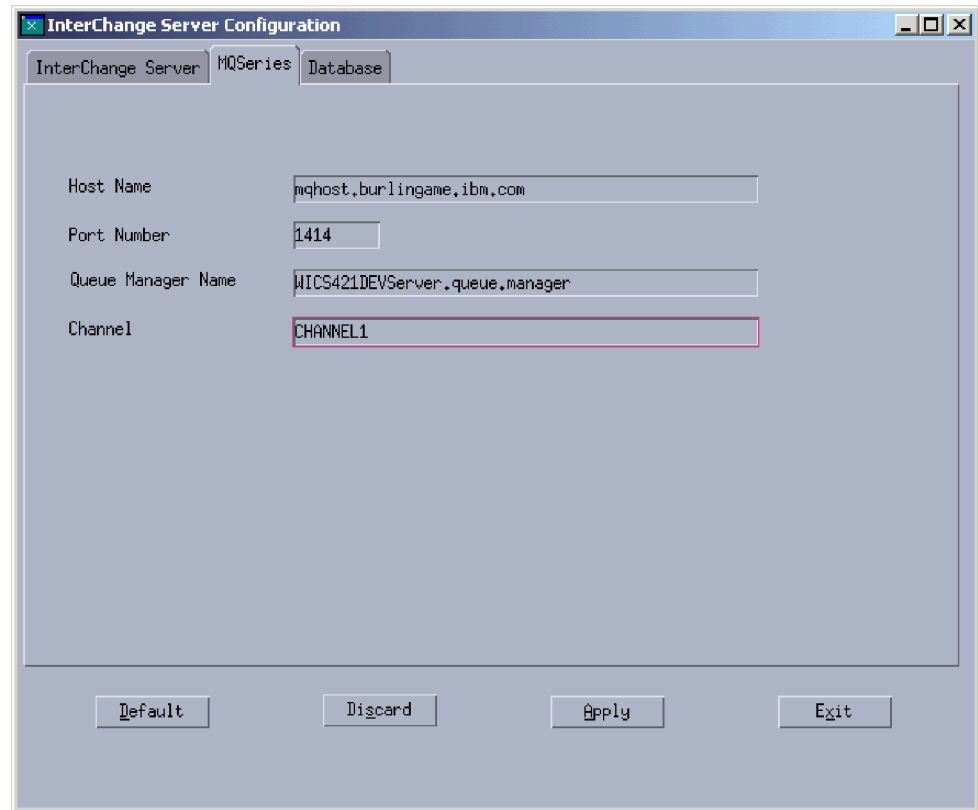 InterChange Server Configuration
InterChange Server MQSeries Database
Host Name mqhost.burlingame.ibm.com
Port Number 1414
Queue Manager Name WICS421DEVServer.queue.manager
Channel CHANNEL1
Default Discard Apply Exit